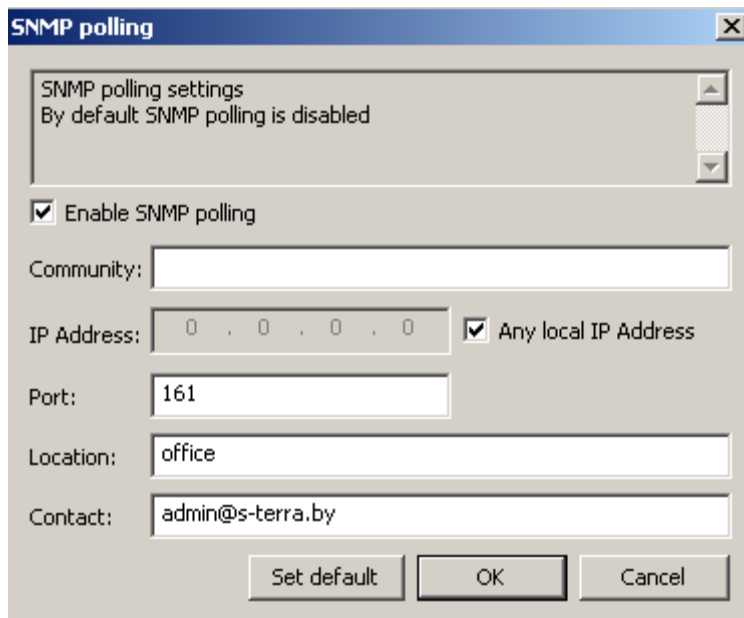 SNMP polling
SNMP polling settings
By default SNMP polling is disabled
Enable SNMP polling
Community:
IP Address: 0 . 0 . 0 . 0 Any local IP Address
Port: 161
Location: office
Contact: admin@s-terra.by
Set default OK Cancel